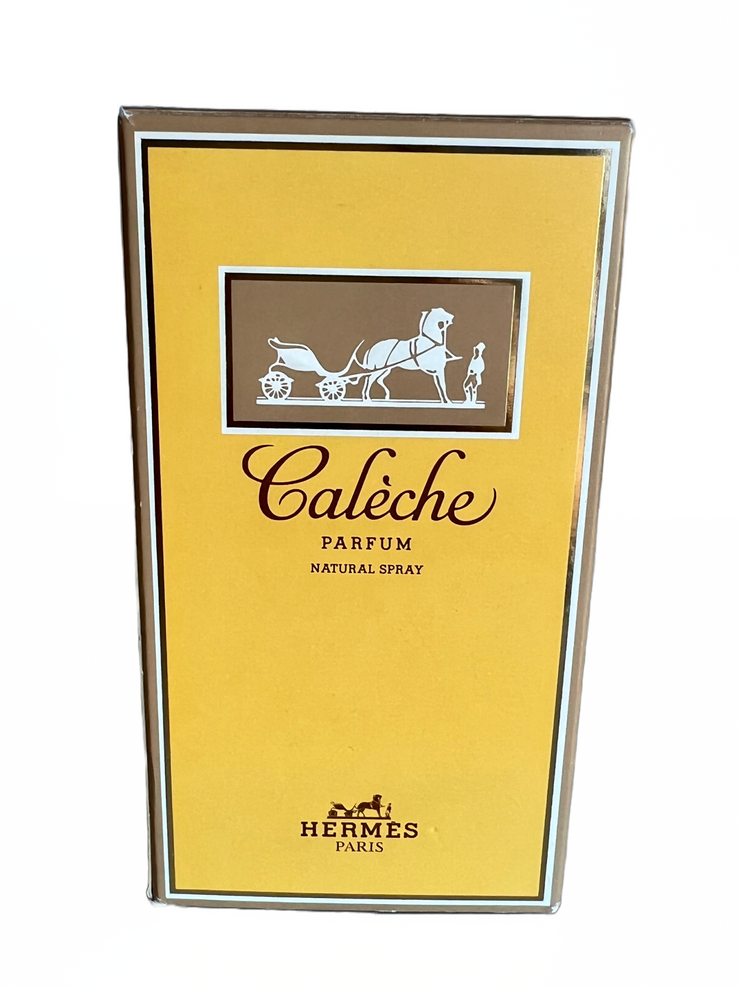 Calèche
PARFUM
NATURAL SPRAY
HERMÈS
PARIS